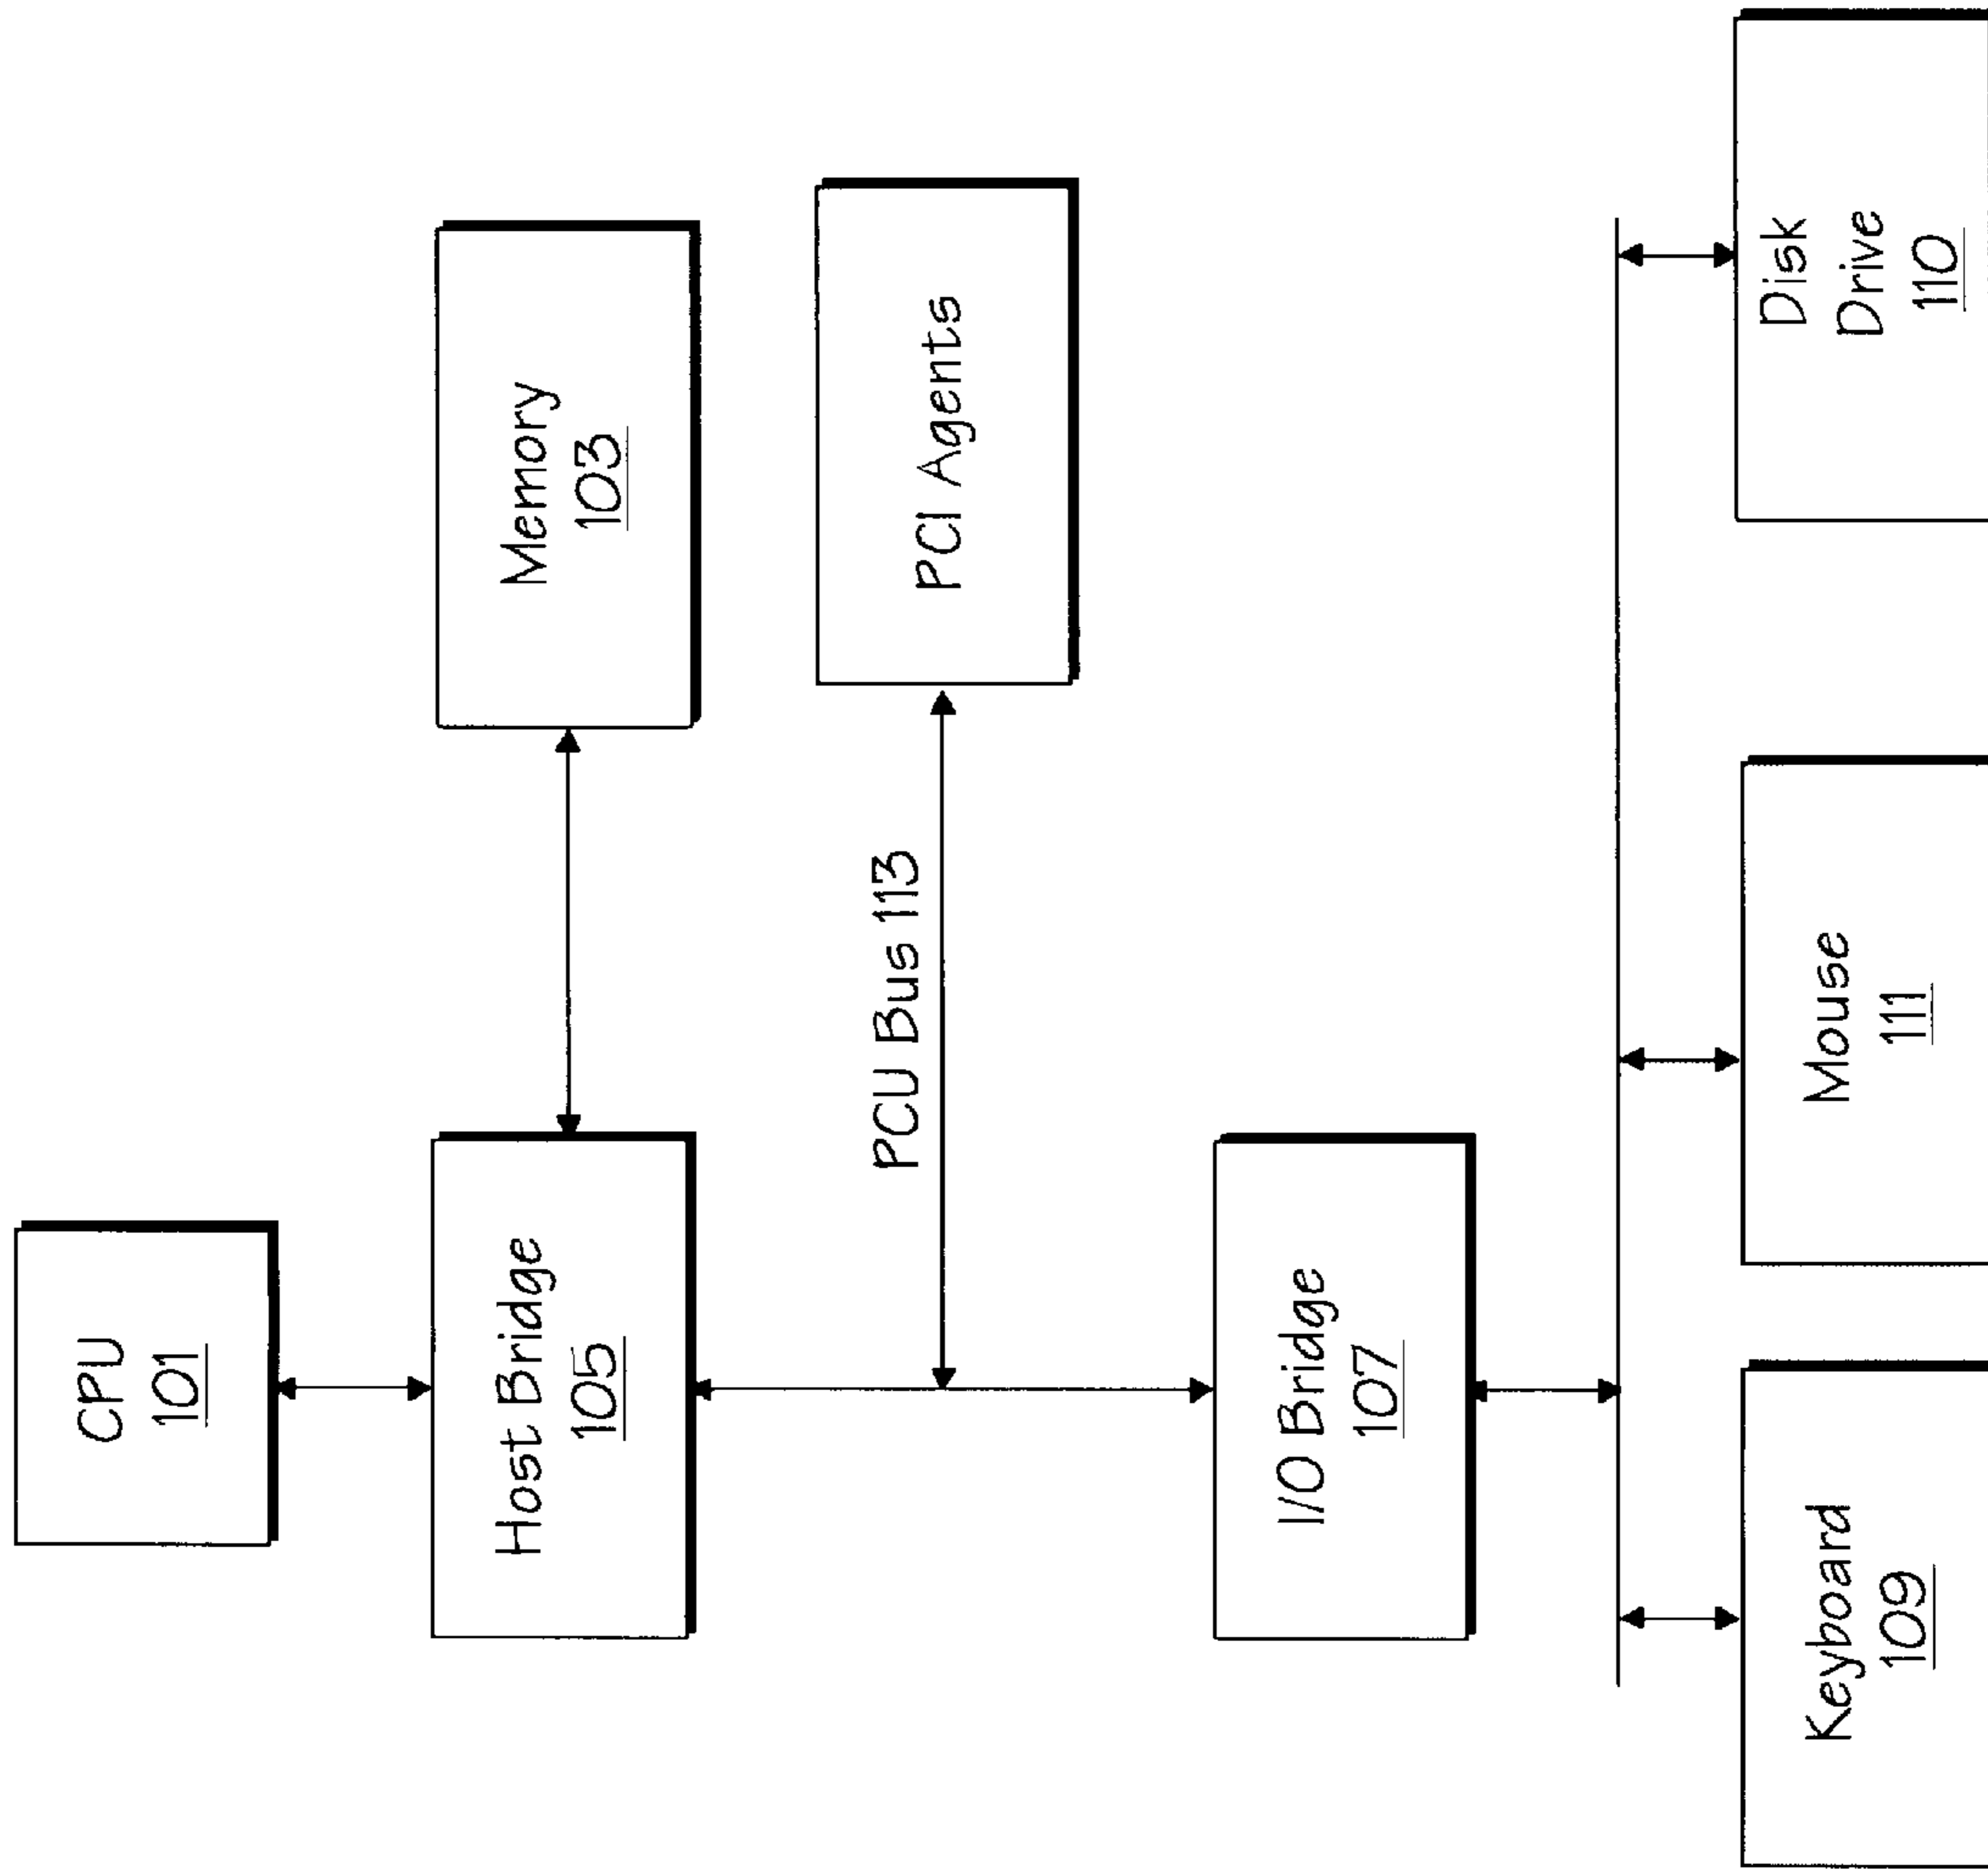 CPU
101
Host Bridge
105
Memory
103
PCU Bus 113
PCI Agents
I/O Bridge
107
Keyboard
109
Mouse
111
Disk
Drive
110